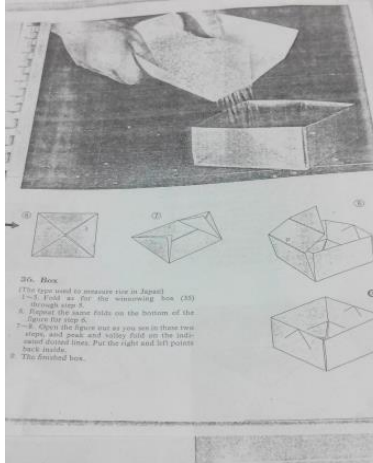 ⑥
⑦
⑧
36. Box
(The type used to measure rice in Japan)
1~5. Fold as for the winnowing box (35)
through step 5.
6. Repeat the same folds on the bottom of the
figure for step 6.
7~8. Open the figure out as you see in these two
steps, and peak and valley fold on the indi-
cated dotted lines. Put the right and left points
back inside.
9. The finished box.